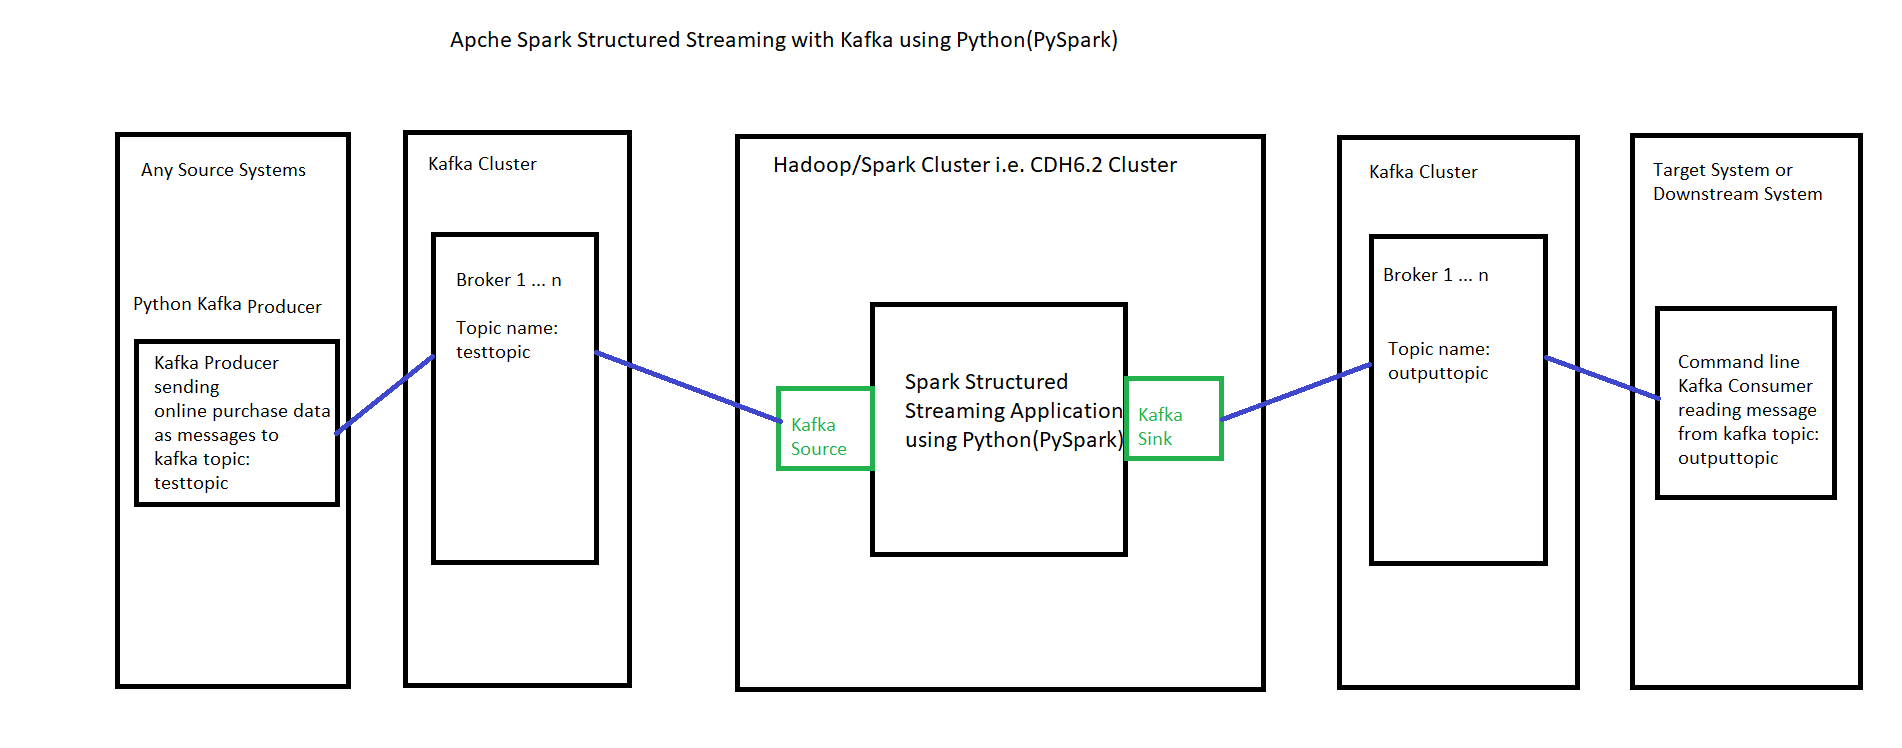 Apche Spark Structured Streaming with Kafka using Python(PySpark)
Any Source Systems
Python Kafka Producer
Kafka Producer
sending
online purchase data
as messages to
kafka topic:
testtopic
Kafka Cluster
Broker 1 ... n
Topic name:
testtopic
Hadoop/Spark Cluster i.e. CDH6.2 Cluster
Kafka
Source
Spark Structured
Streaming Application
using Python(PySpark)
Kafka
Sink
Kafka Cluster
Broker 1 ... n
Topic name:
outputtopic
Target System or
Downstream System
Command line
Kafka Consumer
reading message
from kafka topic:
outputtopic